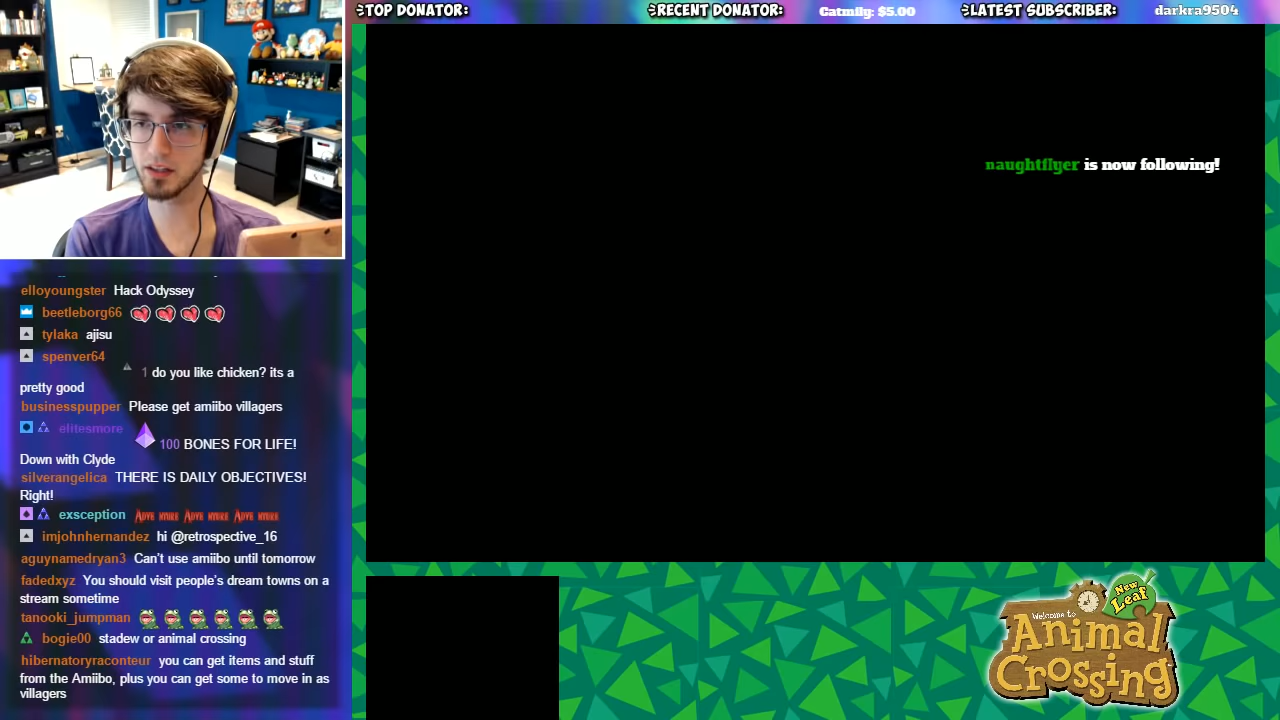 TOP DONATOR:
RECENT DONATOR:
Catmily: $5.00
LATEST SUBSCRIBER:
darkra9504
naughtflyer is now following!
elloyoungster Hack Odyssey
beetleborg66
tylaka ajisu
spenver64
1 do you like chicken? its a
pretty good
businesspupper Please get amiibo villagers
elitesmore
100 BONES FOR LIFE!
Down with Clyde
silverangelica THERE IS DAILY OBJECTIVES!
Right!
exsception
imjohnhernandez hi @retrospective_16
aguynamedryan3 Can't use amiibo until tomorrow
fadedxyz You should visit people's dream towns on a
stream sometime
tanooki_jumpman
bogie00 stadew or animal crossing
hibernatoryraconteur you can get items and stuff
from the Amiibo, plus you can get some to move in as
villagers
Welcome to
New
Leaf
Animal
Crossing